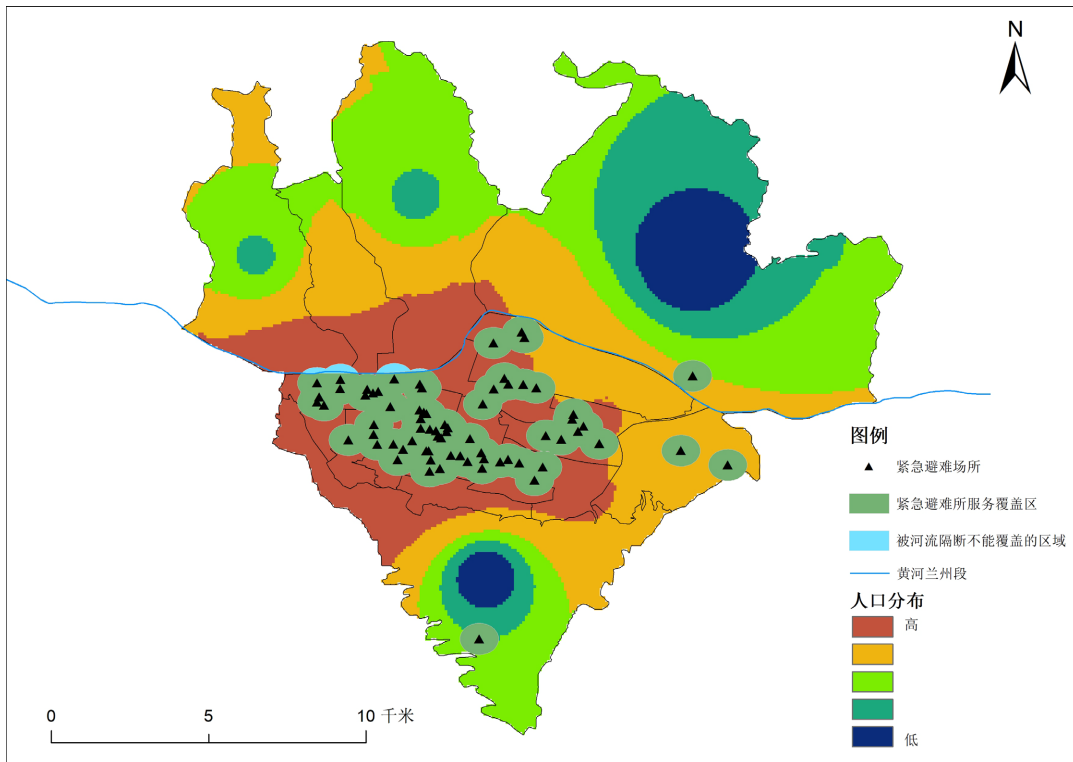 N
图例
紧急避难场所
紧急避难所服务覆盖区
被河流隔断不能覆盖的区域
黄河兰州段
人口分布
高
低
0 5 10 千米